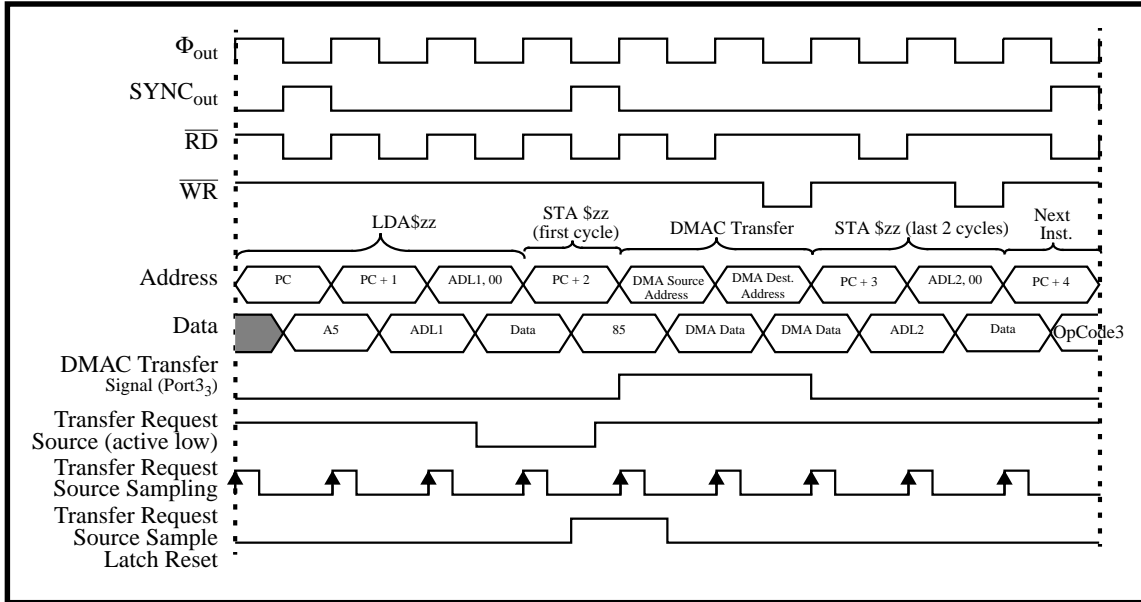 Φout
SYNCout
RD
WR
LDA$zz
STA $zz
(first cycle)
DMAC Transfer
STA $zz (last 2 cycles)
Next
Inst.
Address
PC
PC + 1
ADL1, 00
PC + 2
DMA Source
Address
DMA Dest.
Address
PC + 3
ADL2, 00
PC + 4
Data
A5
ADL1
Data
85
DMA Data
DMA Data
ADL2
Data
OpCode3
DMAC Transfer
Signal (Port33)
Transfer Request
Source (active low)
Transfer Request
Source Sampling
Transfer Request
Source Sample
Latch Reset